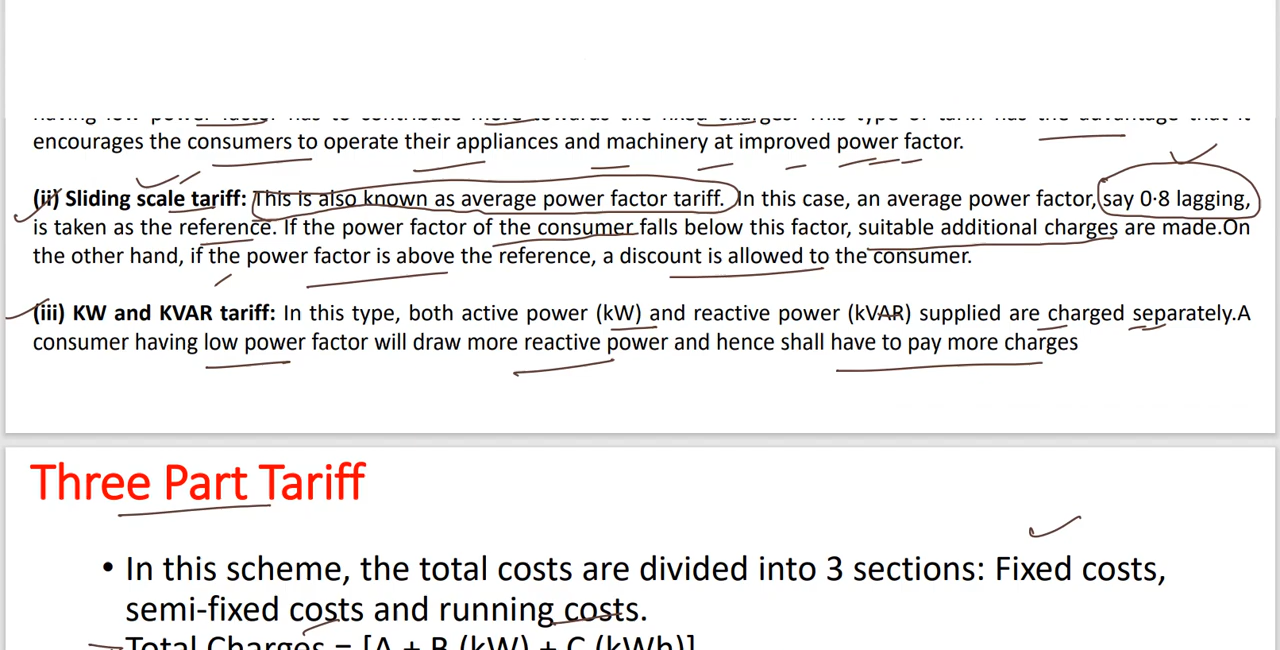 having low power factor has to contribute more towards the fixed charges. This type of tariff has the advantage that it
encourages the consumers to operate their appliances and machinery at improved power factor.
(ii) Sliding scale tariff: This is also known as average power factor tariff. In this case, an average power factor, say 0·8 lagging,
is taken as the reference. If the power factor of the consumer falls below this factor, suitable additional charges are made.On
the other hand, if the power factor is above the reference, a discount is allowed to the consumer.
(iii) KW and KVAR tariff: In this type, both active power (kW) and reactive power (kVAR) supplied are charged separately.A
consumer having low power factor will draw more reactive power and hence shall have to pay more charges
Three Part Tariff
• In this scheme, the total costs are divided into 3 sections: Fixed costs,
semi-fixed costs and running costs.
Total Charges = [A + B (kW) + C (kWh)]